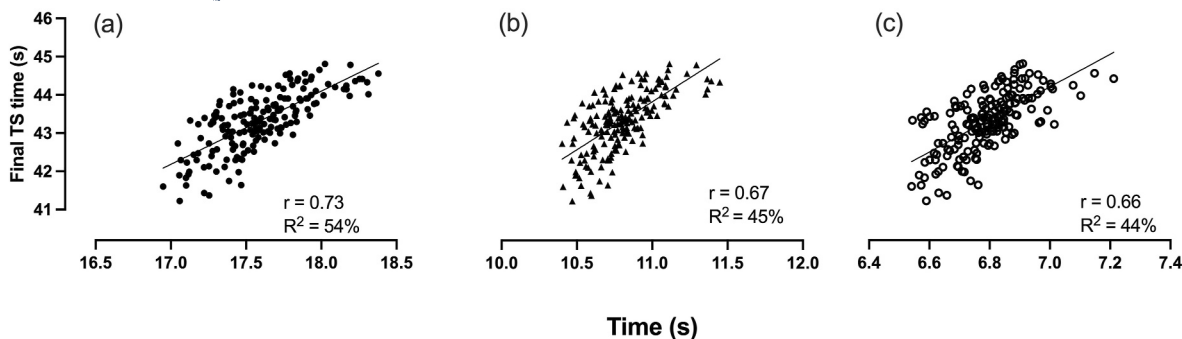 (a)
(b)
(c)
Final TS time (s)
46
45
44
43
42
41
r = 0.73
R² = 54%
r = 0.67
R² = 45%
r = 0.66
R² = 44%
16.5 17.0 17.5 18.0 18.5
10.0 10.5 11.0 11.5 12.0
6.4 6.6 6.8 7.0 7.2 7.4
Time (s)